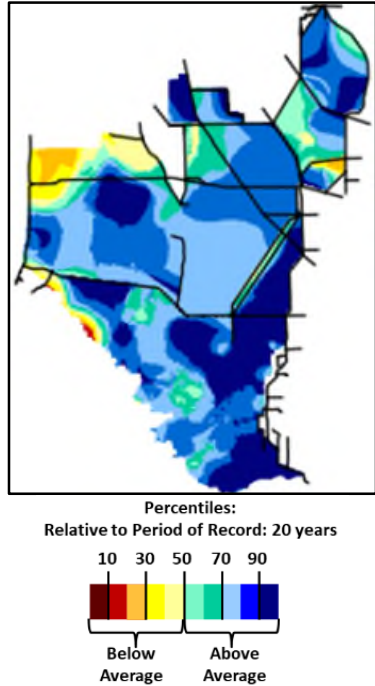 Percentiles:
Relative to Period of Record: 20 years
10 30 50 70 90
Below Above
Average Average